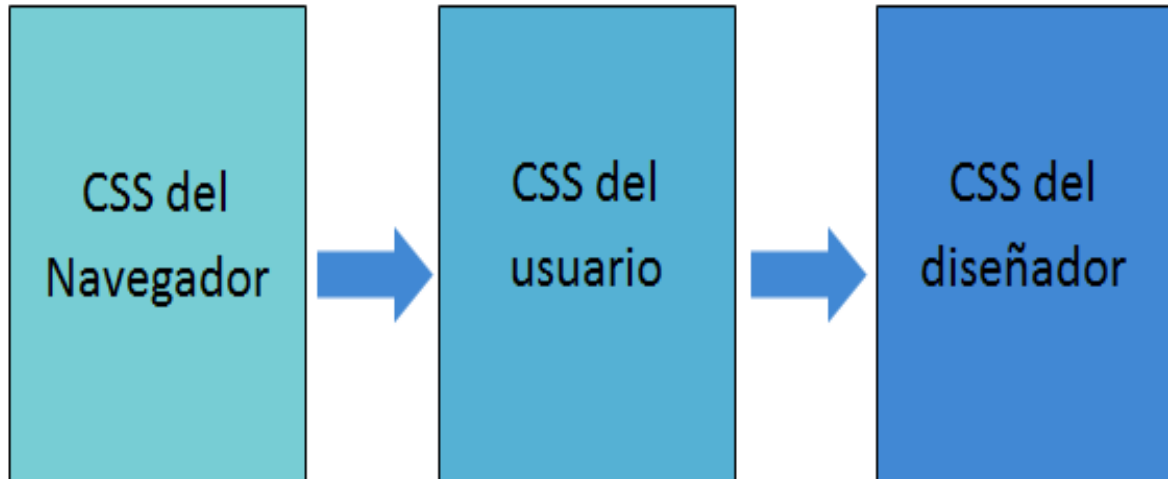 CSS del
Navegador
CSS del
usuario
CSS del
diseñador